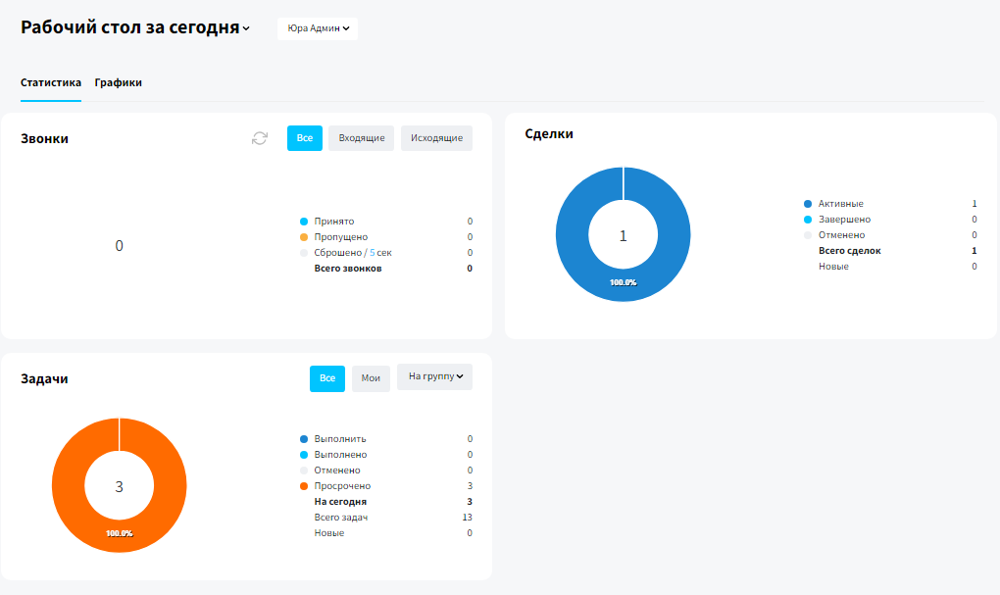 Рабочий стол за сегодня
Юра Админ
Статистика Графики
Звонки
Все Входящие Исходящие
0
Принято 0
Пропущено 0
Сброшено / 5 сек 0
Всего звонков 0
Сделки
1
100.0%
Активные 1
Завершено 0
Отменено 0
Всего сделок 1
Новые 0
Задачи
Все Мои На группу
3
100.0%
Выполнить 0
Выполнено 0
Отменено 0
Просрочено 3
На сегодня 3
Всего задач 13
Новые 0